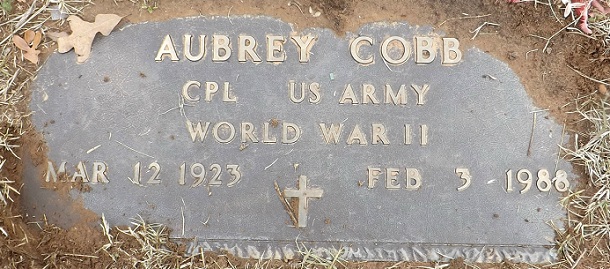 AUBREY COBB
CPL US ARMY
WORLD WAR II
MAR 12 1923 FEB 3 1988